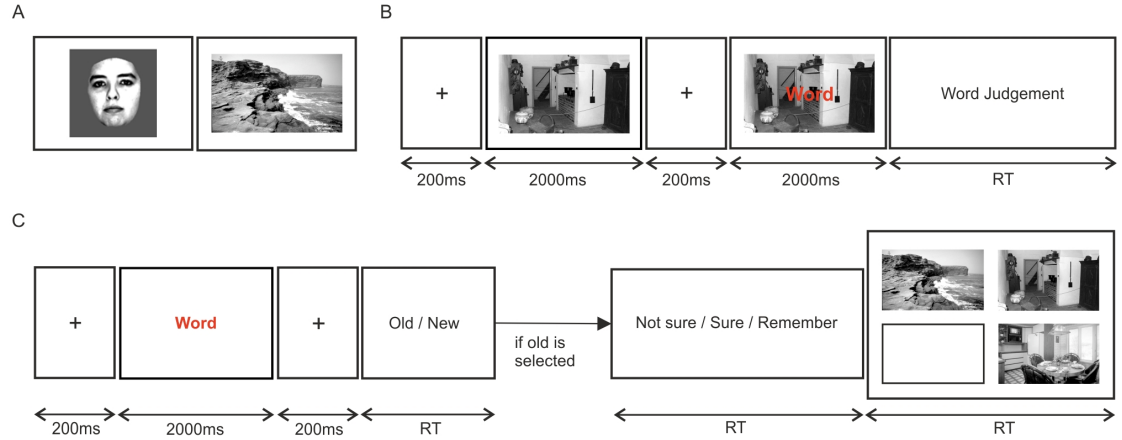 A
B
+
+
Word
Word Judgement
200ms
2000ms
200ms
2000ms
RT
C
+
Word
+
Old / New
if old is
selected
Not sure / Sure / Remember
200ms
2000ms
200ms
RT
RT
RT